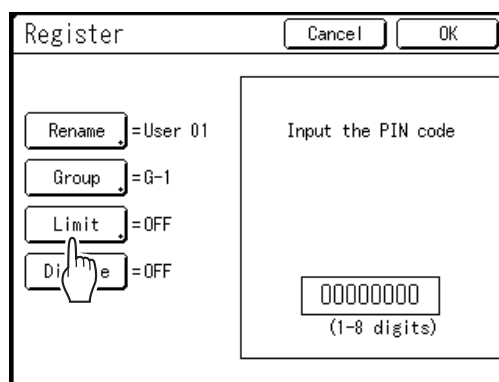 Register
Cancel
OK
Rename =User 01
Input the PIN code
Group =G-1
Limit =OFF
=OFF
00000000
(1-8 digits)